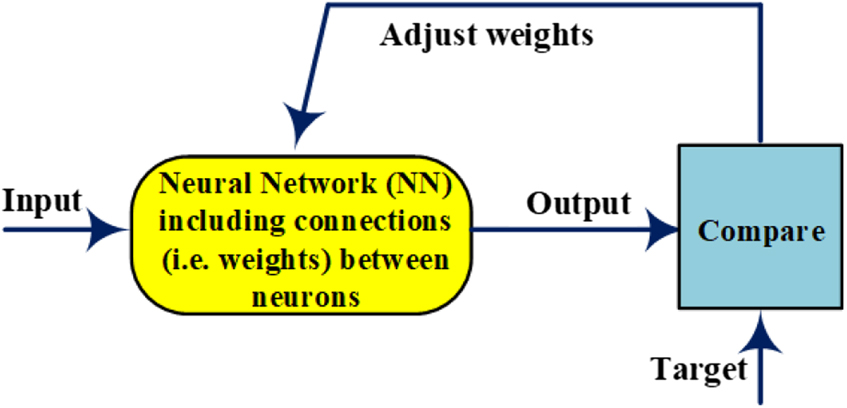 Adjust weights
Input
Neural Network (NN)
including connections
(i.e. weights) between
neurons
Output
Compare
Target